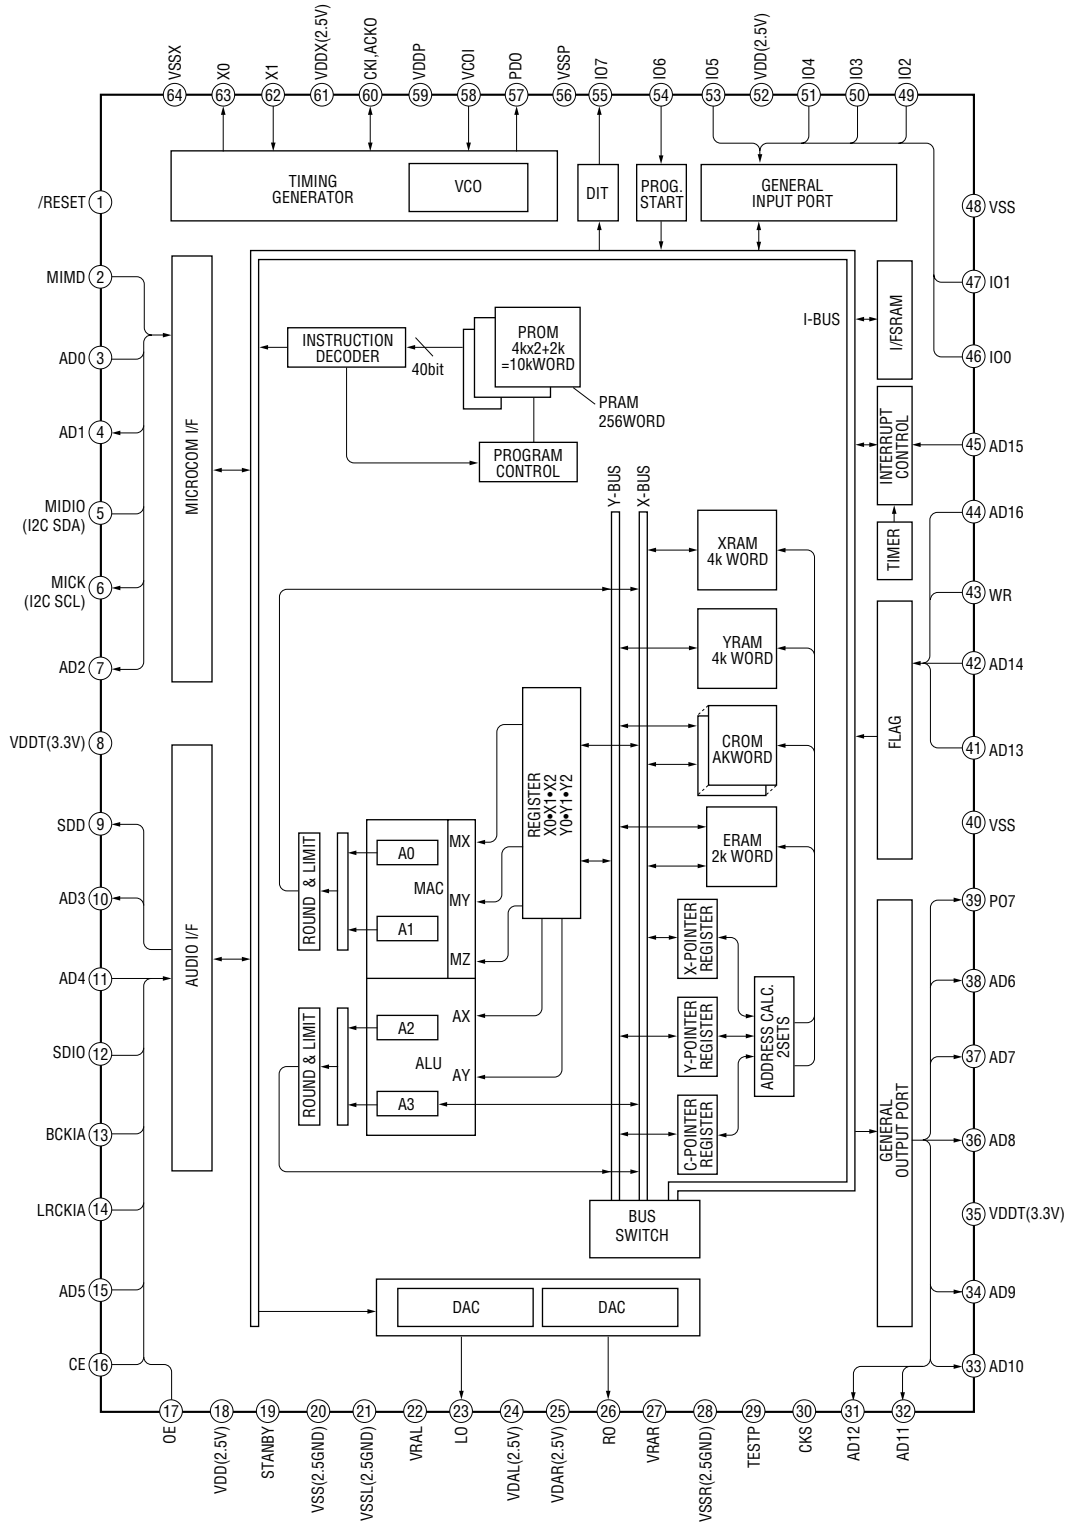 VSSX
X0
X1
VDDX(2.5V)
CKI,ACKO
VDDP
VCOI
PDO
VSSP
IO7
IO6
IO5
VDD(2.5V)
IO4
IO3
IO2
64
63
62
61
60
59
58
57
56
55
54
53
52
51
50
49
TIMING
GENERATOR
VCO
DIT
PROG.
START
GENERAL
INPUT PORT
/RESET 1
MIMD 2
AD0 3
AD1 4
MIDIO 5
(I2C SDA)
MICK 6
(I2C SCL)
AD2 7
VDDT(3.3V) 8
SDD 9
AD3 10
AD4 11
SDIO 12
BCKIA 13
LRCKIA 14
AD5 15
CE 16
MICROCOM I/F
AUDIO I/F
INSTRUCTION
DECODER
40bit
PROM
4kx2+2k
=10kWORD
PRAM
256WORD
PROGRAM
CONTROL
I-BUS
Y-BUS
X-BUS
XRAM
4k WORD
YRAM
4k WORD
CROM
AKWORD
ERAM
2k WORD
REGISTER
X0•X1•X2
Y0•Y1•Y2
ROUND & LIMIT
A0
A1
MAC
MX
MY
MZ
ROUND & LIMIT
A2
A3
ALU
AX
AY
X-POINTER
REGISTER
Y-POINTER
REGISTER
C-POINTER
REGISTER
ADDRESS CALC.
2SETS
BUS
SWITCH
DAC
DAC
I/FSRAM
INTERRUPT
CONTROL
TIMER
FLAG
GENERAL
OUTPUT PORT
48 VSS
47 IO1
46 IO0
45 AD15
44 AD16
43 WR
42 AD14
41 AD13
40 VSS
39 PO7
38 AD6
37 AD7
36 AD8
35 VDDT(3.3V)
34 AD9
33 AD10
17
18
19
20
21
22
23
24
25
26
27
28
29
30
31
32
OE
VDD(2.5V)
STANBY
VSS(2.5GND)
VSSL(2.5GND)
VRAL
LO
VDAL(2.5V)
VDAR(2.5V)
RO
VRAR
VSSR(2.5GND)
TESTP
CKS
AD12
AD11